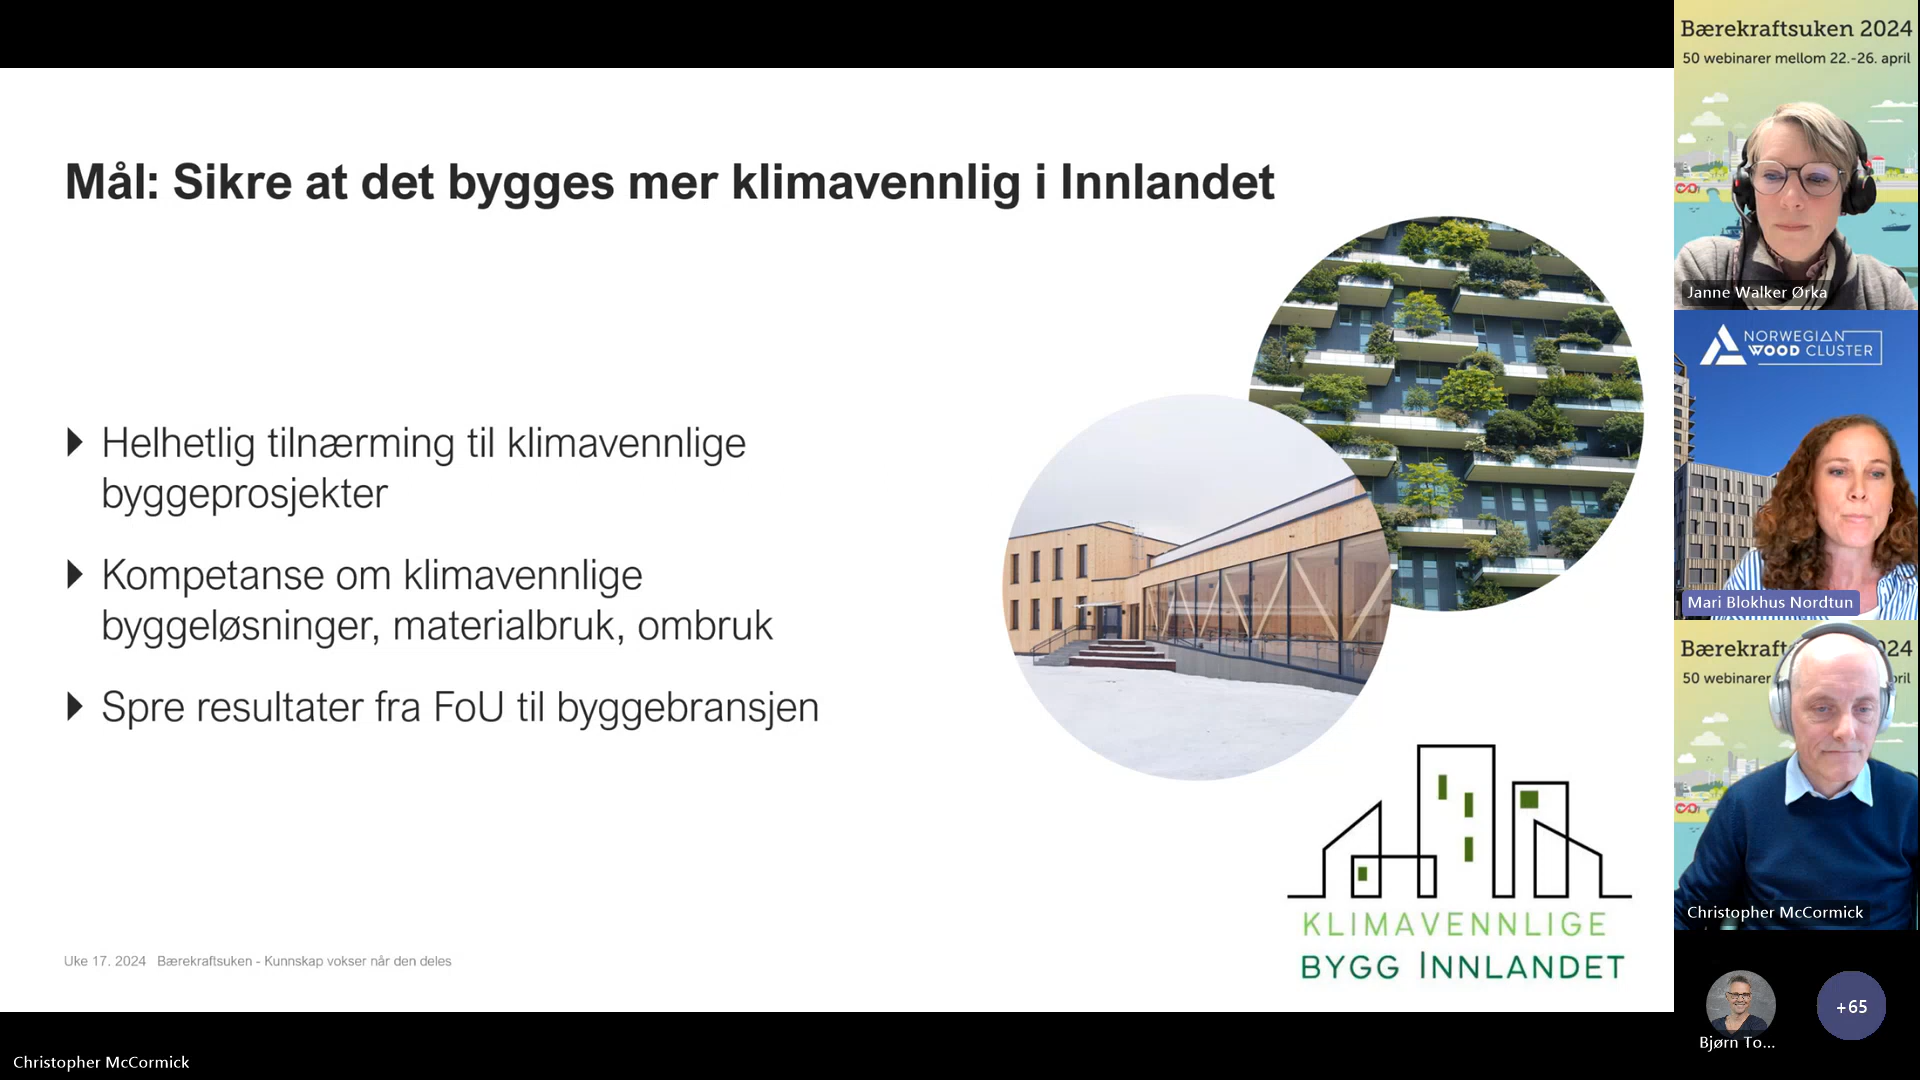 Mål: Sikre at det bygges mer klimavennlig i Innlandet
Helhetlig tilnærming til klimavennlige
byggeprosjekter
Kompetanse om klimavennlige
byggeløsninger, materialbruk, ombruk
Spre resultater fra FoU til byggebransjen
KLIMAVENNLIGE
BYGG INNLANDET
Uke 17. 2024 Bærekraftsuken - Kunnskap vokser når den deles
Christopher McCormick
Bærekraftsuken 2024
50 webinarer mellom 22.-26. april
Janne Walker Ørka
NORWEGIAN
WOOD CLUSTER
Mari Blokhus Nordtun
Bærekraft 24
50 webinarer ril
Christopher McCormick
Bjørn To...
+65